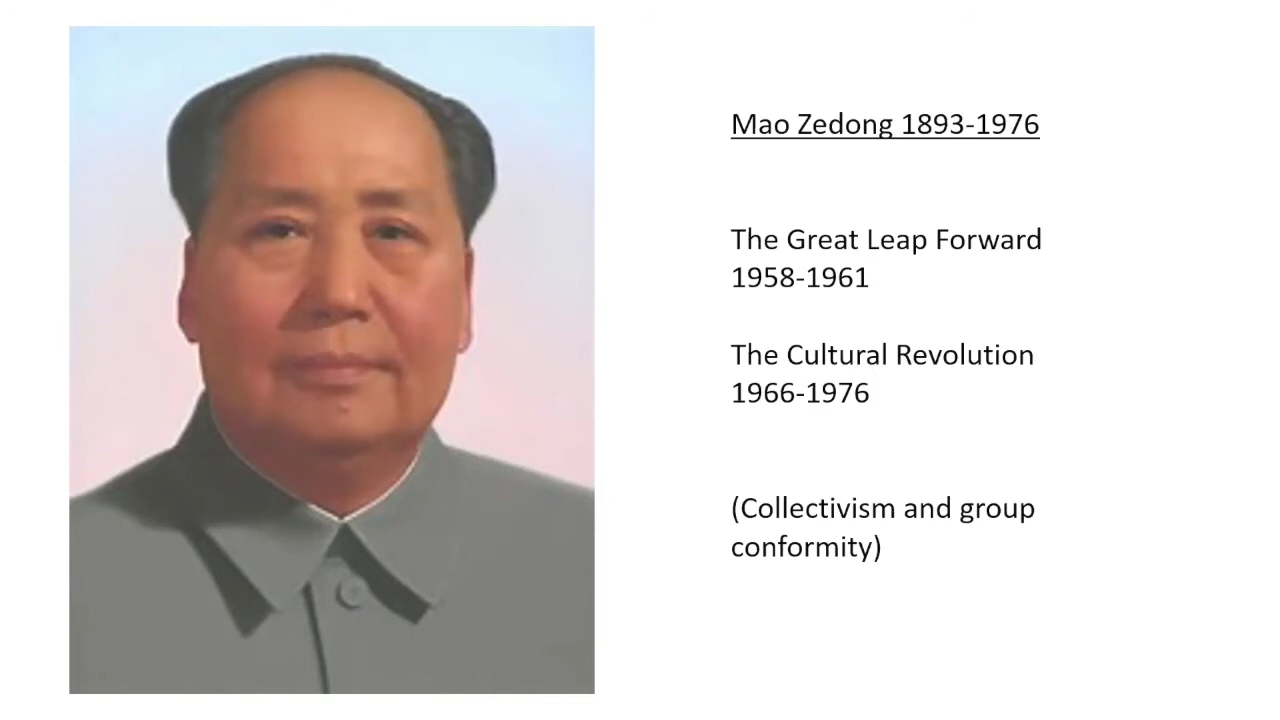 Mao Zedong 1893-1976
The Great Leap Forward
1958-1961
The Cultural Revolution
1966-1976
(Collectivism and group
conformity)